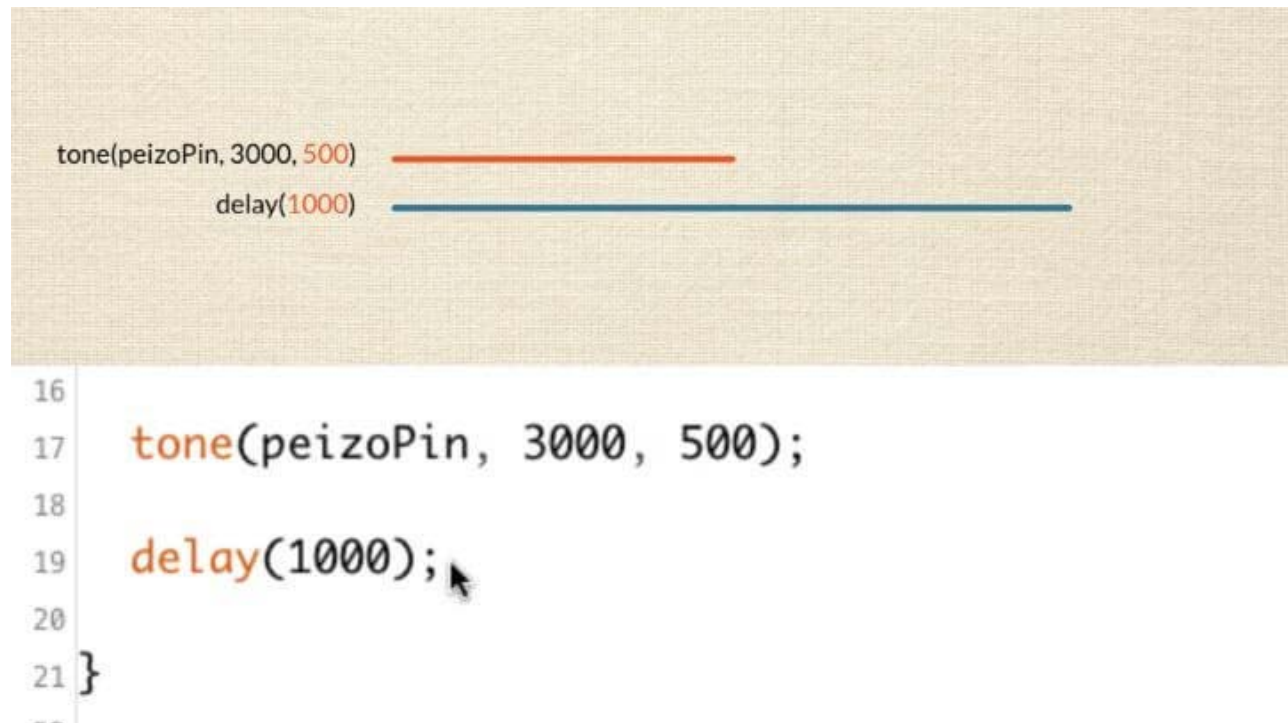 tone(peizoPin, 3000, 500)
delay(1000)
16
17 tone(peizoPin, 3000, 500);
18
19 delay(1000);
20
21 }